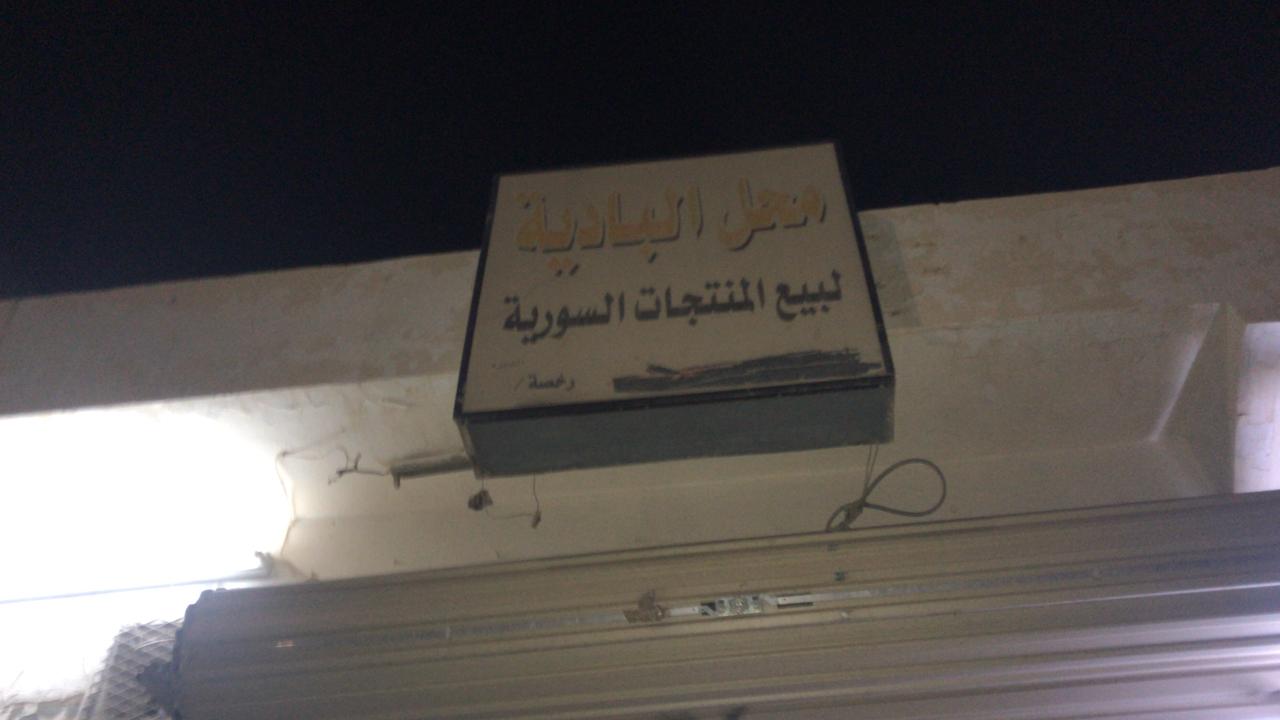 محل البادية
لبيع المنتجات السورية
رخصة /